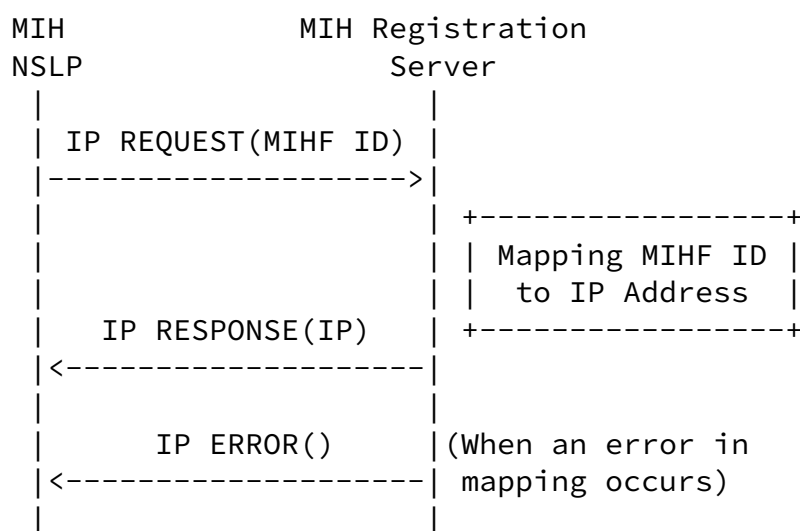 MIH MIH Registration
NSLP Server
IP REQUEST(MIHF ID)
Mapping MIHF ID
to IP Address
IP RESPONSE(IP)
IP ERROR() (When an error in
mapping occurs)